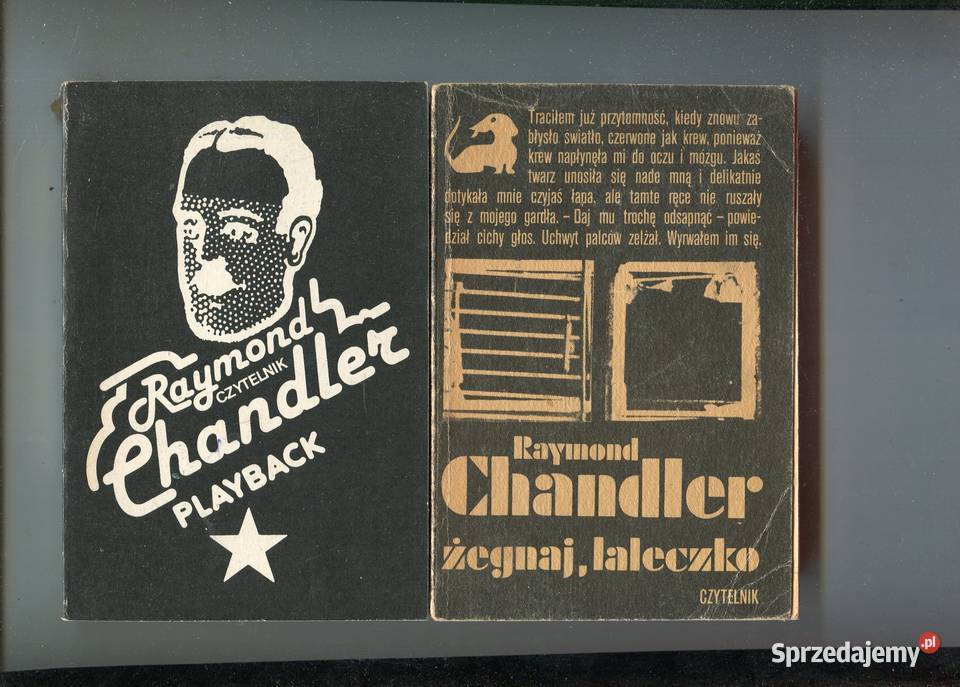 Raymond
CZYTELNIK
Chandler
PLAYBACK
Traciłem już przytomność, kiedy znowu za-
błysło światło, czerwone jak krew, ponieważ
krew napłynęła mi do oczu i mózgu. Jakaś
twarz unosiła się nade mną i delikatnie
dotykała mnie czyjaś łapa, ale tamte ręce nie ruszały
się z mojego gardła. – Daj mu trochę odsapnąć – powie-
dział cichy głos. Uchwyt palców zelżał. Wyrwałem im się.
Raymond
Chandler
żegnaj, laleczko
CZYTELNIK
Sprzedajemy.pl